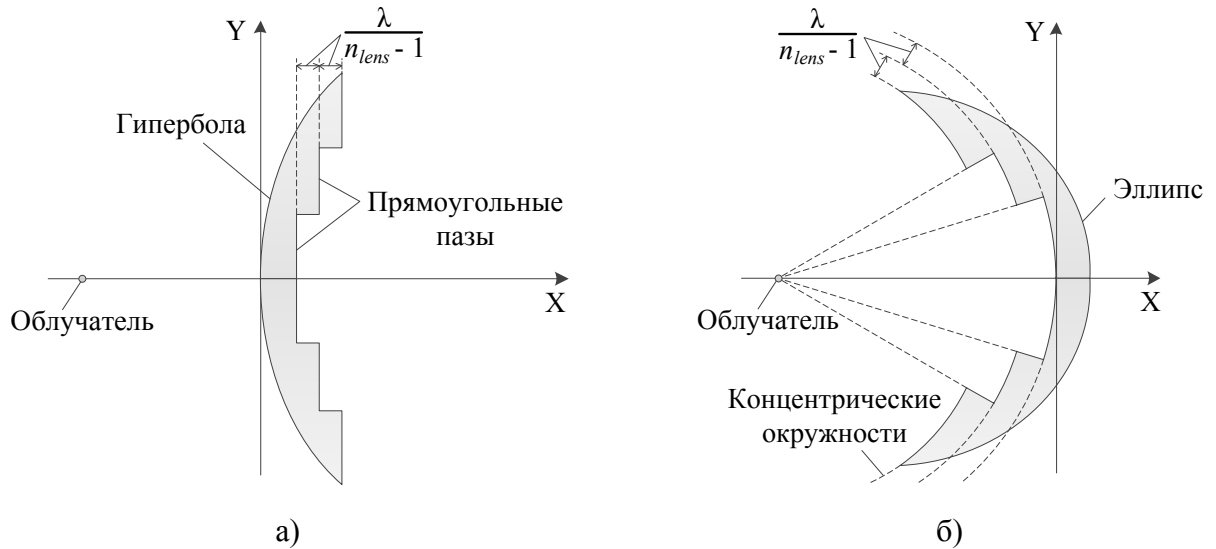 Y
λ
n_lens - 1
Гипербола
Прямоугольные
пазы
X
Облучатель
а)
Y
λ
n_lens - 1
Эллипс
X
Облучатель
Концентрические
окружности
б)